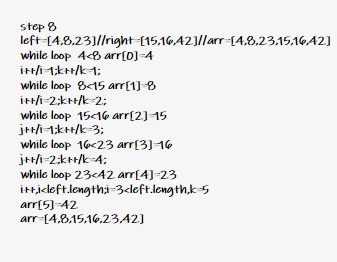 step 8
left=[4,8,23]//right=[15,16,42]//arr=[4,8,23,15,16,42]
while loop 4<8 arr[0]=4
i++/i=1;k++/k=1;
while loop 8<15 arr[1]=8
i++/i=2;k++/k=2;
while loop 15<16 arr[2]=15
j++/i=1;k++/k=3;
while loop 16<23 arr[3]=16
j++/i=2;k++/k=4;
while loop 23<42 arr[4]=23
i++,i<left.length;i=3<left.length,k=5
arr[5]=42
arr=[4,8,15,16,23,42]